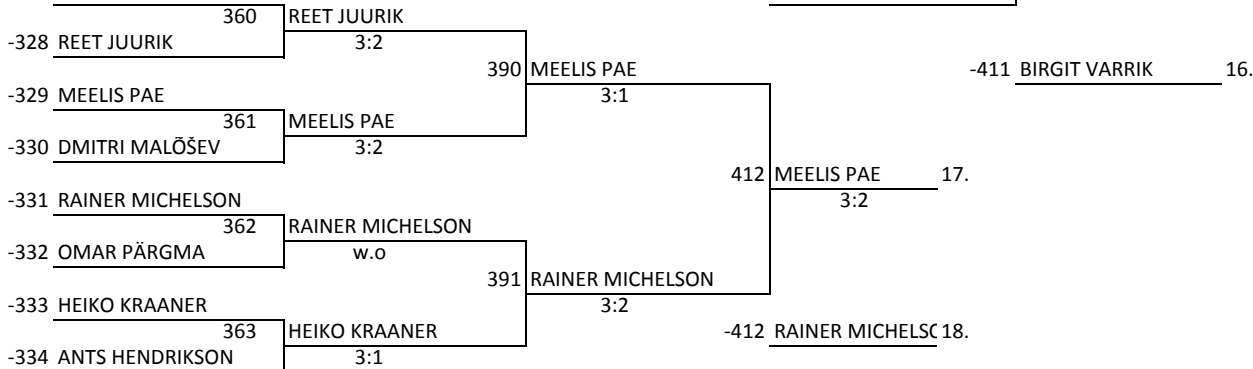 360 REET JUURIK
-328 REET JUURIK 3:2
390 MEELIS PAE -411 BIRGIT VARRIK 16.
-329 MEELIS PAE 3:1
361 MEELIS PAE
-330 DMITRI MALÕŠEV 3:2
412 MEELIS PAE 17.
-331 RAINER MICHELSON 3:2
362 RAINER MICHELSON
-332 OMAR PÄRGMA w.o
391 RAINER MICHELSON
-333 HEIKO KRAANER 3:2
363 HEIKO KRAANER -412 RAINER MICHELSC 18.
-334 ANTS HENDRIKSON 3:1